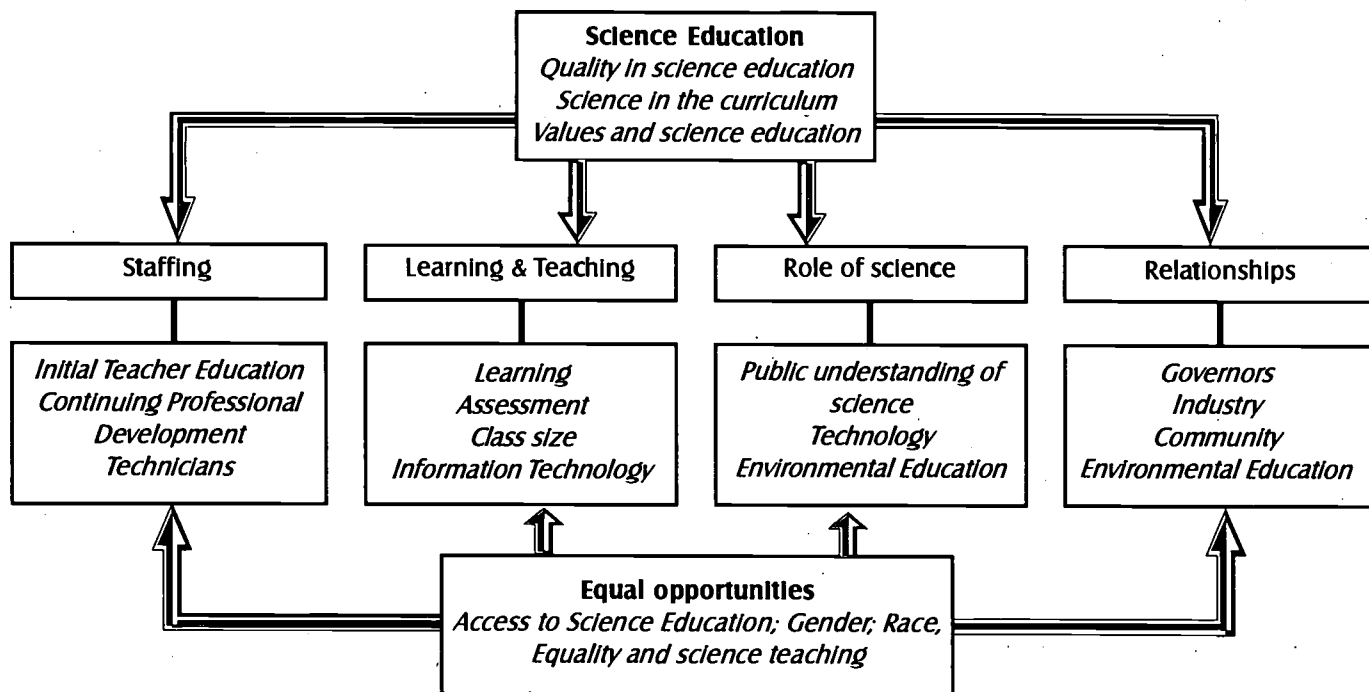 Science Education
Quality in science education
Science in the curriculum
Values and science education
Staffing
Learning & Teaching
Role of science
Relationships
Initial Teacher Education
Continuing Professional
Development
Technicians
Learning
Assessment
Class size
Information Technology
Public understanding of
science
Technology
Environmental Education
Governors
Industry
Community
Environmental Education
Equal opportunities
Access to Science Education; Gender; Race,
Equality and science teaching